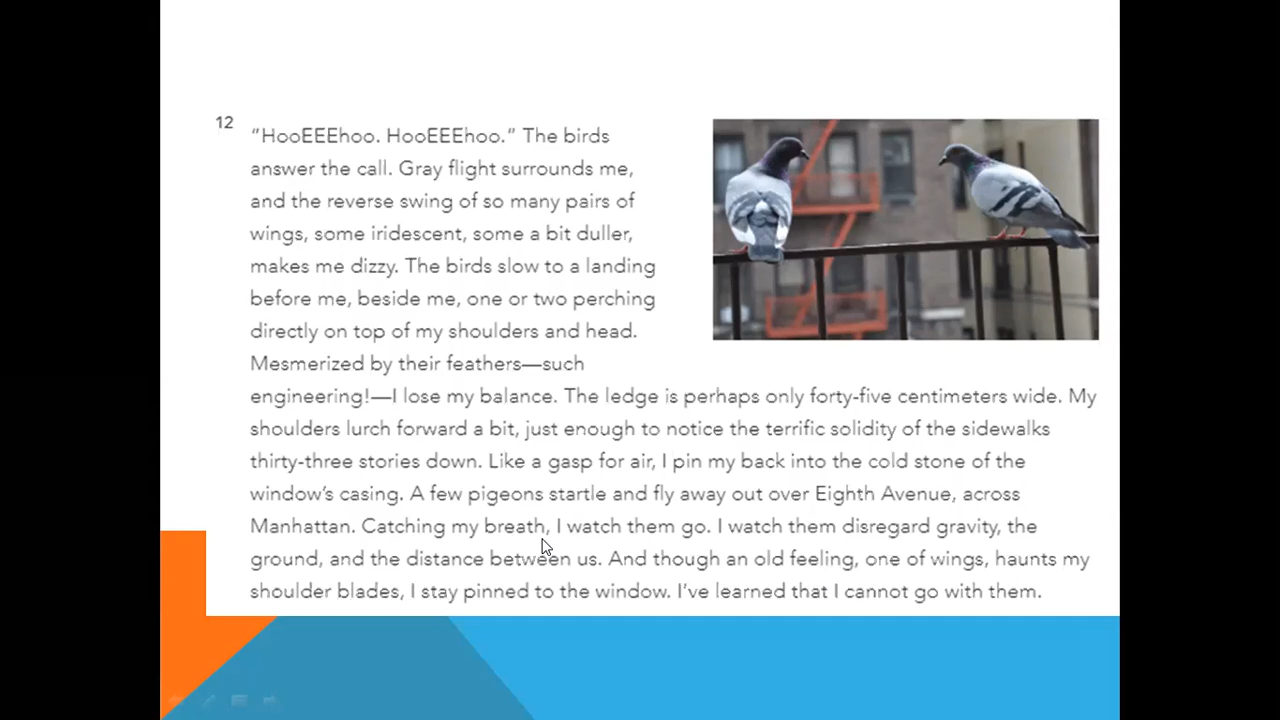 12
"HooEEEhoo. HooEEEhoo." The birds
answer the call. Gray flight surrounds me,
and the reverse swing of so many pairs of
wings, some iridescent, some a bit duller,
makes me dizzy. The birds slow to a landing
before me, beside me, one or two perching
directly on top of my shoulders and head.
Mesmerized by their feathers—such
engineering!—I lose my balance. The ledge is perhaps only forty-five centimeters wide. My
shoulders lurch forward a bit, just enough to notice the terrific solidity of the sidewalks
thirty-three stories down. Like a gasp for air, I pin my back into the cold stone of the
window's casing. A few pigeons startle and fly away out over Eighth Avenue, across
Manhattan. Catching my breath, I watch them go. I watch them disregard gravity, the
ground, and the distance between us. And though an old feeling, one of wings, haunts my
shoulder blades, I stay pinned to the window. I've learned that I cannot go with them.